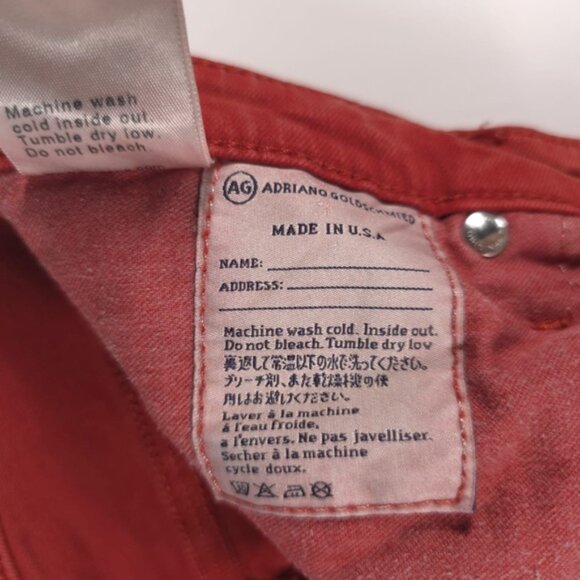 Machine wash
cold inside out.
Tumble dry low.
Do not bleach.
AG ADRIANO GOLDSCHMIED
MADE IN U.S.A
NAME:
ADDRESS:
Machine wash cold. Inside out.
Do not bleach. Tumble dry low
裏返して常温以下の水で洗ってください。
ブリーチ剤、また乾燥機の使
用はお避けください。
Laver à la machine
à l'eau froide,
a l'envers. Ne pas javelliser.
Secher à la machine
cycle doux.